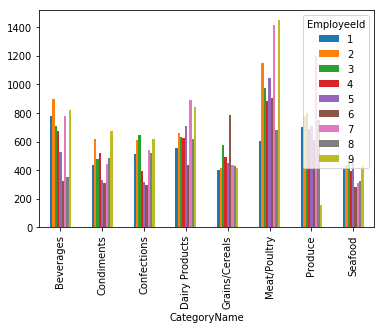 EmployeeId
1
2
3
4
5
6
7
8
9
1400
1200
1000
800
600
400
200
0
Beverages
Condiments
Confections
Dairy Products
Grains/Cereals
Meat/Poultry
Produce
Seafood
CategoryName